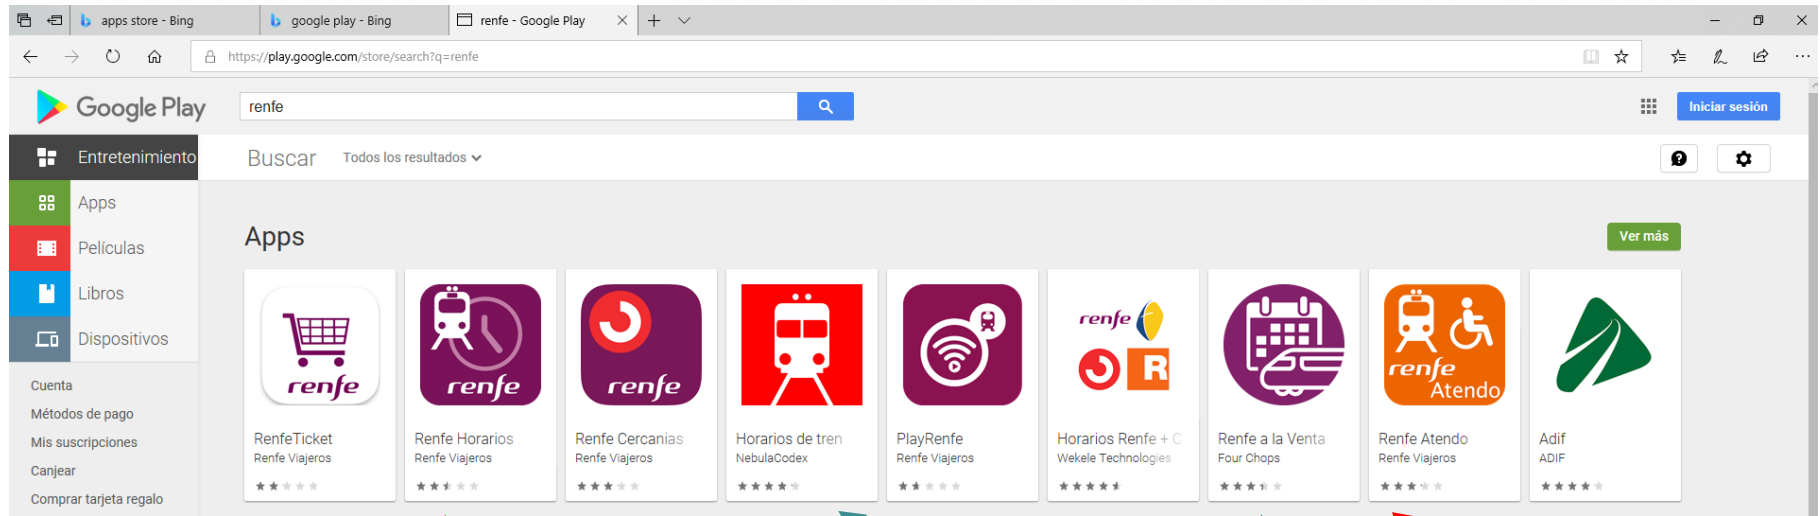 apps store - Bing
google play - Bing
renfe - Google Play
https://play.google.com/store/search?q=renfe
Google Play
renfe
Iniciar sesión
Entretenimiento
Buscar
Todos los resultados
Apps
Películas
Libros
Dispositivos
Cuenta
Métodos de pago
Mis suscripciones
Canjear
Comprar tarjeta regalo
Apps
Ver más
renfe
RenfeTicket
Renfe Viajeros
renfe
Renfe Horarios
Renfe Viajeros
renfe
Renfe Cercanias
Renfe Viajeros
Horarios de tren
NebulaCodex
PlayRenfe
Renfe Viajeros
renfe
R
Horarios Renfe + C
Wekele Technologies
Renfe a la Venta
Four Chops
renfe
Atendo
Renfe Atendo
Renfe Viajeros
Adif
ADIF